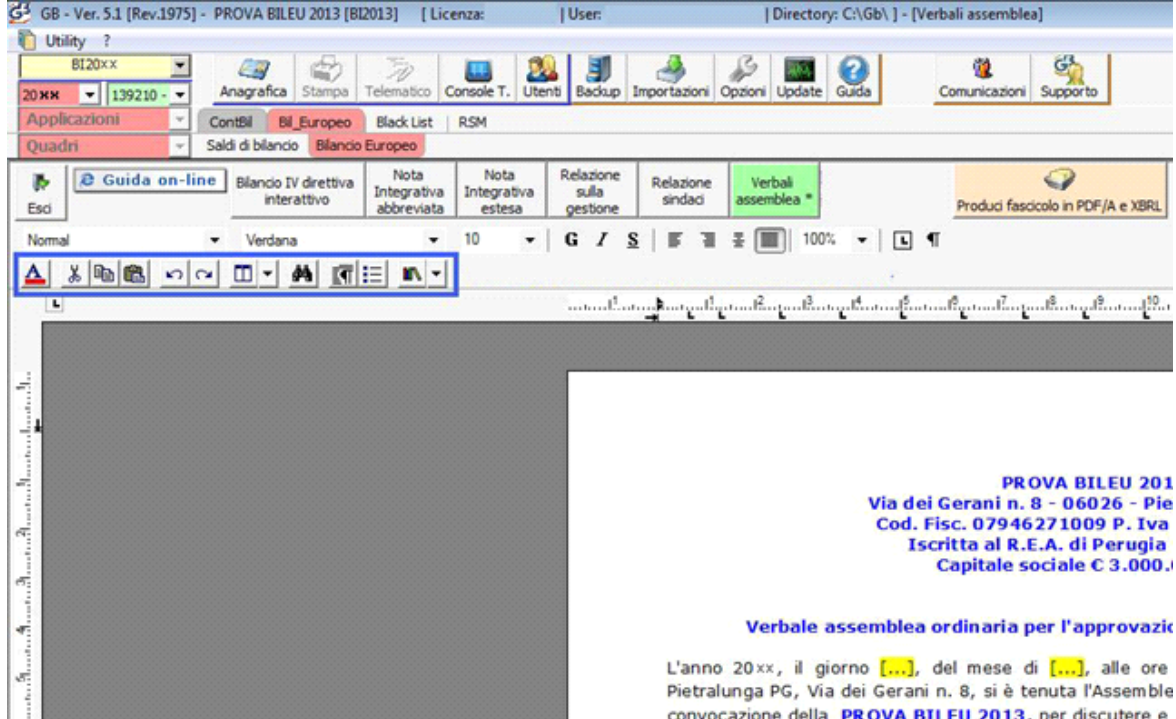 GB - Ver. 5.1 [Rev.1975] - PROVA BILEU 2013 [BI2013] [ Licenza: | User: | Directory: C:\Gb\ ] - [Verbali assemblea]
Utility ?
BI20xx
20xx 139210 -
Anagrafica Stampa Telematico Console T. Utenti Backup Importazioni Opzioni Update Guida Comunicazioni Supporto
Applicazioni ContBil Bil_Europeo Black List RSM
Quadri Saldi di bilancio Bilancio Europeo
Esci
Guida on-line
Bilancio IV direttiva
interattivo
Nota
Integrativa
abbreviata
Nota
Integrativa
estesa
Relazione
sulla
gestione
Relazione
sindaci
Verbali
assemblea *
Produci fascicolo in PDF/A e XBRL
Normal Verdana 10 G I S 100%
PROVA BILEU 201
Via dei Gerani n. 8 - 06026 - Pie
Cod. Fisc. 07946271009 P. Iva
Iscritta al R.E.A. di Perugia
Capitale sociale € 3.000.
Verbale assemblea ordinaria per l'approvazio
L'anno 20xx, il giorno [...], del mese di [...], alle ore
Pietralunga PG, Via dei Gerani n. 8, si è tenuta l'Assemble
convocazione della PROVA BILEU 2013, per discutere e